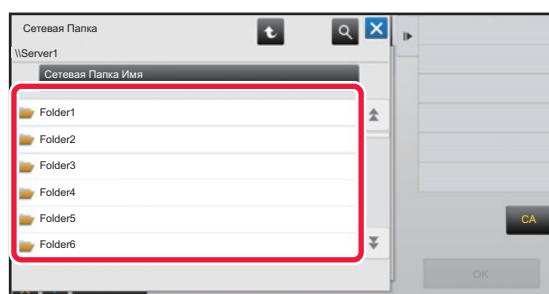 Сетевая Папка
\\Server1
Сетевая Папка Имя
Folder1
Folder2
Folder3
Folder4
Folder5
Folder6
CA
OK